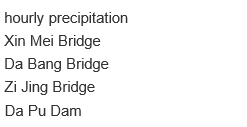 hourly precipitation
Xin Mei Bridge
Da Bang Bridge
Zi Jing Bridge
Da Pu Dam